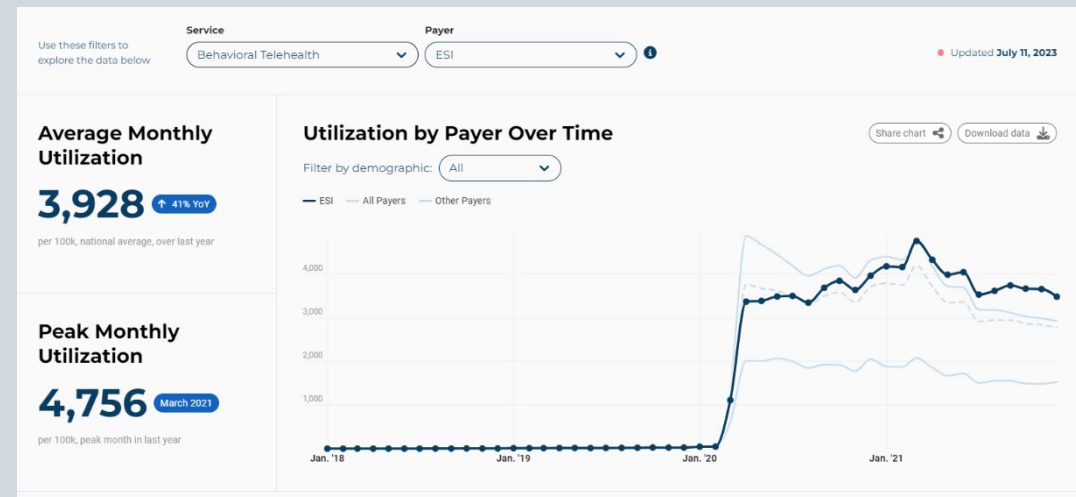 Use these filters to
explore the data below
Service
Behavioral Telehealth
Payer
ESI
Updated July 11, 2023
Average Monthly
Utilization
3,928
41% YoY
per 100k, national average, over last year
Peak Monthly
Utilization
4,756
March 2021
per 100k, peak month in last year
Utilization by Payer Over Time
Share chart
Download data
Filter by demographic: All
ESI All Payers Other Payers
4,000
3,000
2,000
1,000
Jan. '18 Jan. '19 Jan. '20 Jan. '21